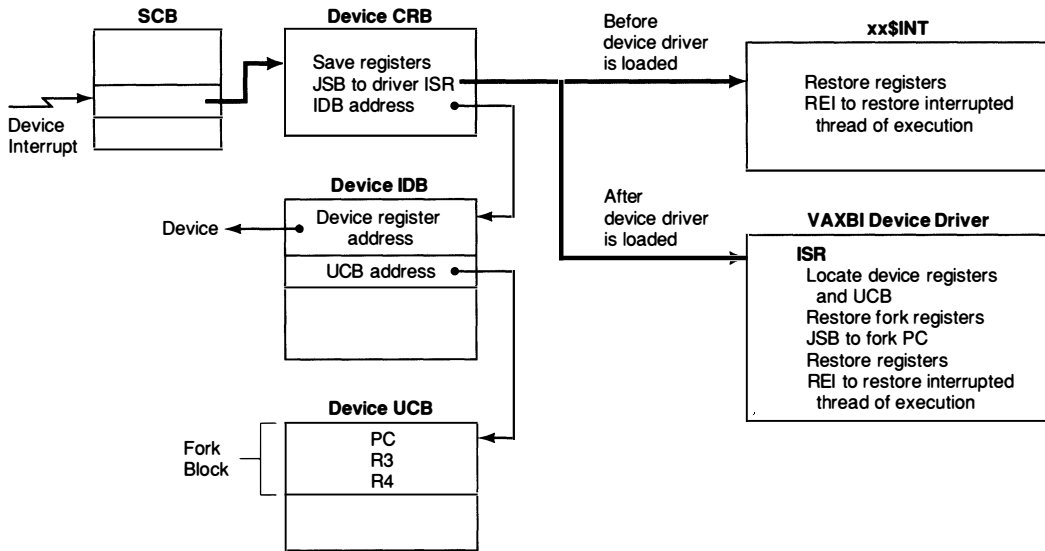 SCB
Device
Interrupt
Device CRB
Save registers
JSB to driver ISR
IDB address
Before
device driver
is loaded
xx$INT
Restore registers
REI to restore interrupted
thread of execution
Device IDB
Device
Device register
address
UCB address
After
device driver
is loaded
VAXBI Device Driver
ISR
Locate device registers
and UCB
Restore fork registers
JSB to fork PC
Restore registers
REI to restore interrupted
thread of execution
Device UCB
Fork
Block
PC
R3
R4